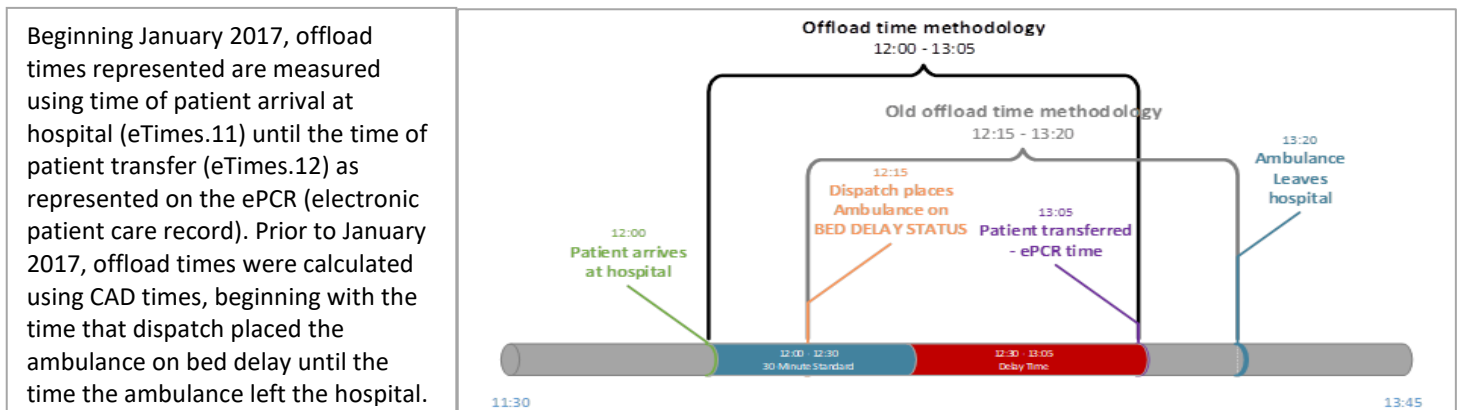 Beginning January 2017, offload
times represented are measured
using time of patient arrival at
hospital (eTimes.11) until the time of
patient transfer (eTimes.12) as
represented on the ePCR (electronic
patient care record). Prior to January
2017, offload times were calculated
using CAD times, beginning with the
time that dispatch placed the
ambulance on bed delay until the
time the ambulance left the hospital.
Offload time methodology
12:00 - 13:05
Old offload time methodology
12:15 - 13:20
13:20
Ambulance
Leaves
hospital
12:15
Dispatch places
Ambulance on
BED DELAY STATUS
13:05
Patient transferred
- ePCR time
12:00
Patient arrives
at hospital
12:00 - 12:30
30 Minute Standard
12:30 - 13:05
Delay Time
11:30
13:45